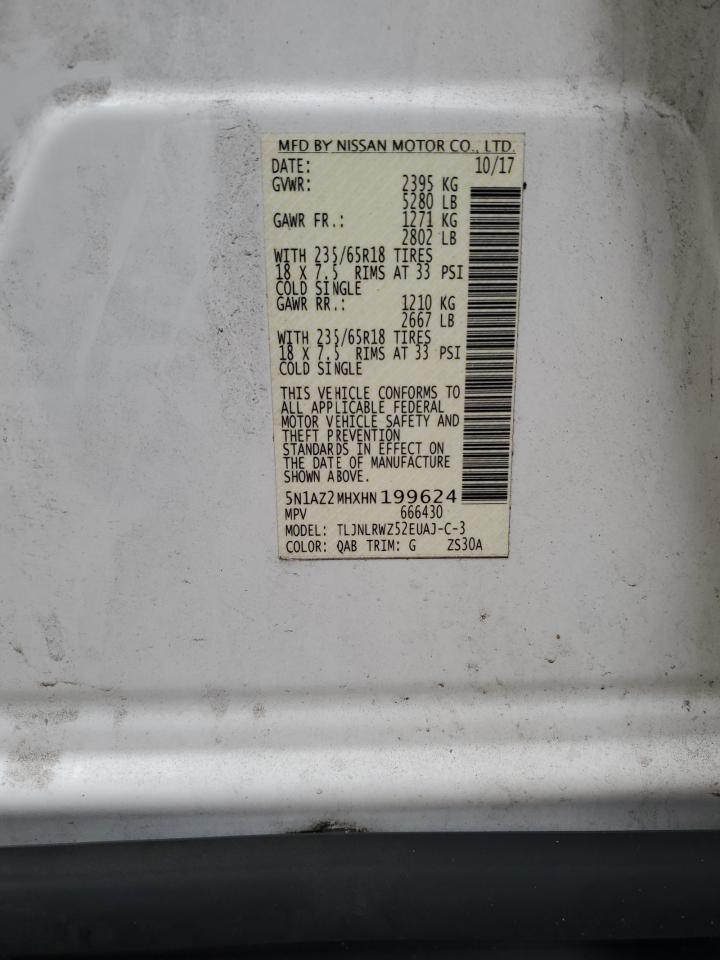 MFD BY NISSAN MOTOR CO., LTD.
DATE: 10/17
GVWR: 2395 KG
5280 LB
GAWR FR.: 1271 KG
2802 LB
WITH 235/65R18 TIRES
18 X 7.5 RIMS AT 33 PSI
COLD SINGLE
GAWR RR.: 1210 KG
2667 LB
WITH 235/65R18 TIRES
18 X 7.5 RIMS AT 33 PSI
COLD SINGLE
THIS VEHICLE CONFORMS TO
ALL APPLICABLE FEDERAL
MOTOR VEHICLE SAFETY AND
THEFT PREVENTION
STANDARDS IN EFFECT ON
THE DATE OF MANUFACTURE
SHOWN ABOVE.
5N1AZ2MHXHN199624
MPV 666430
MODEL: TLJNLRWZ52EUAJ-C-3
COLOR: QAB TRIM: G ZS30A